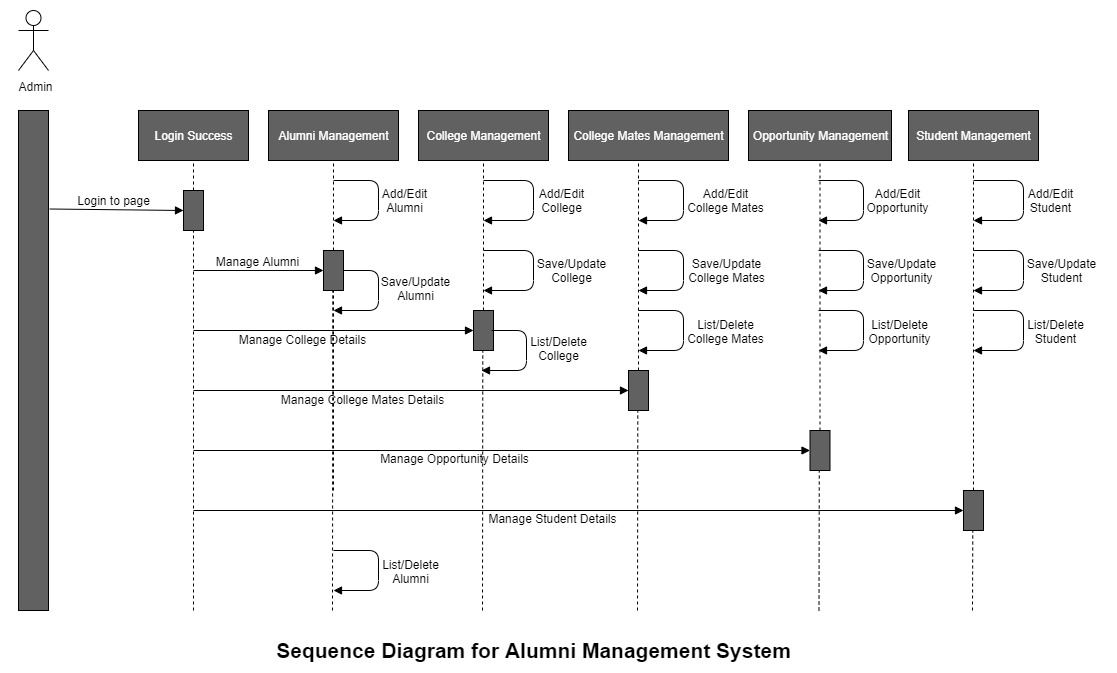 Admin
Login Success
Alumni Management
College Management
College Mates Management
Opportunity Management
Student Management
Login to page
Add/Edit
Alumni
Add/Edit
College
Add/Edit
College Mates
Add/Edit
Opportunity
Add/Edit
Student
Manage Alumni
Save/Update
Alumni
Save/Update
College
Save/Update
College Mates
Save/Update
Opportunity
Save/Update
Student
Manage College Details
List/Delete
College
List/Delete
College Mates
List/Delete
Opportunity
List/Delete
Student
Manage College Mates Details
Manage Opportunity Details
Manage Student Details
List/Delete
Alumni
Sequence Diagram for Alumni Management System